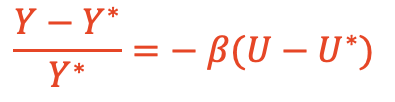 (Y − Y*) / Y* = − β(U − U*)